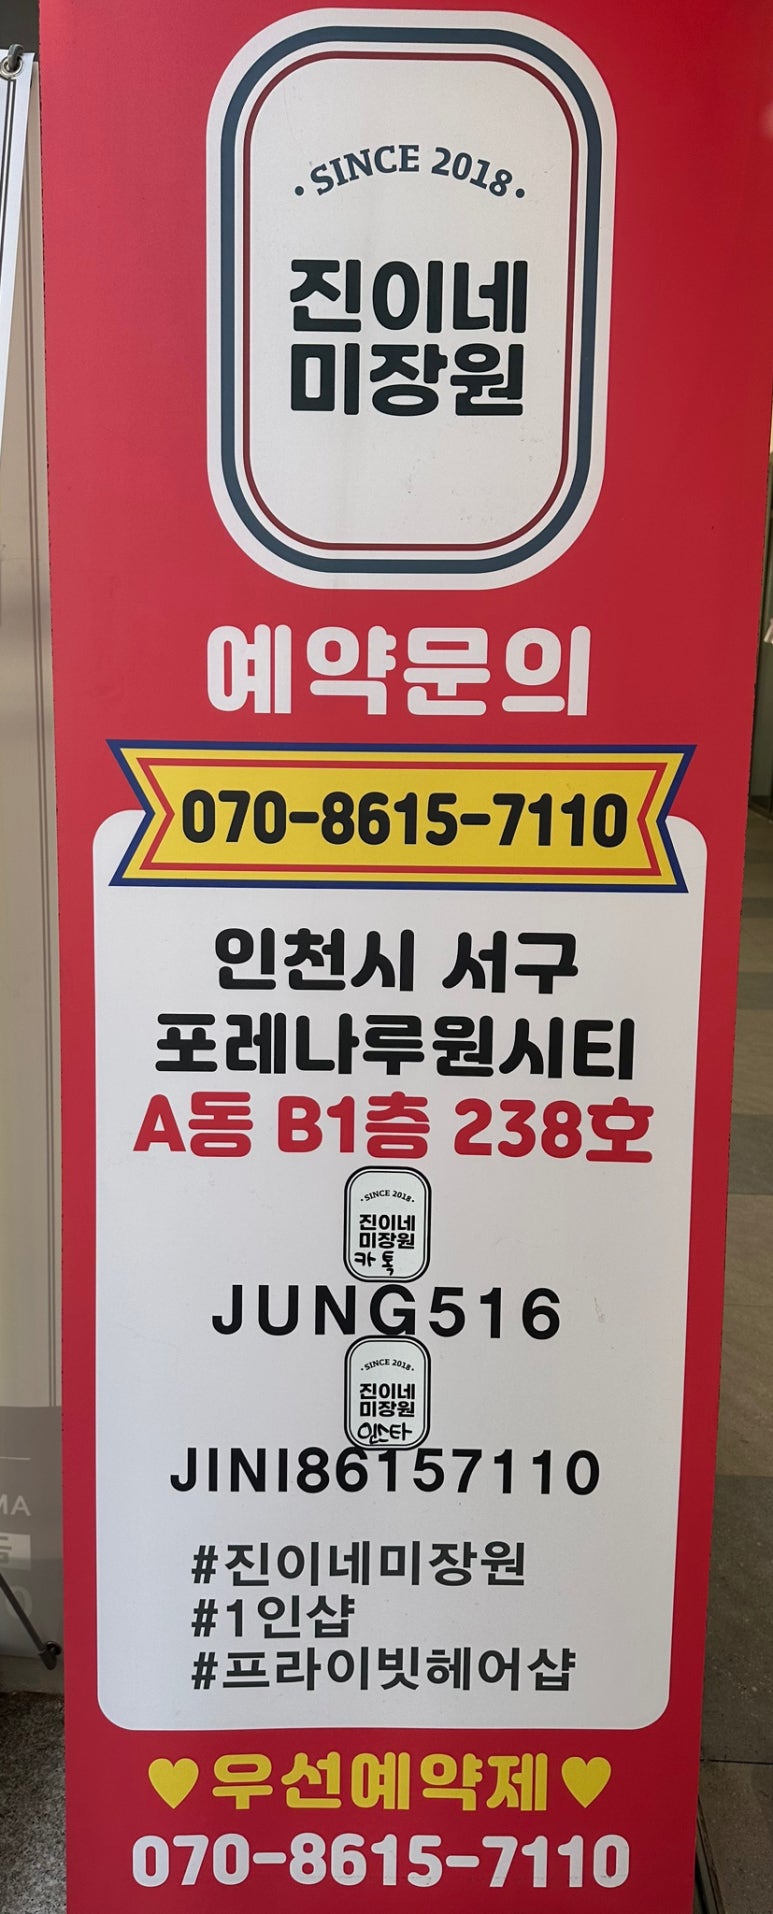 ·SINCE 2018·
진이네
미장원
예약문의
070-8615-7110
인천시 서구
포레나루원시티
A동 B1층 238호
·SINCE 2018·
진이네
미장원
카톡
JUNG516
·SINCE 2018·
진이네
미장원
인스타
JINI86157110
#진이네미장원
#1인샵
#프라이빗헤어샵
♥우선예약제♥
070-8615-7110